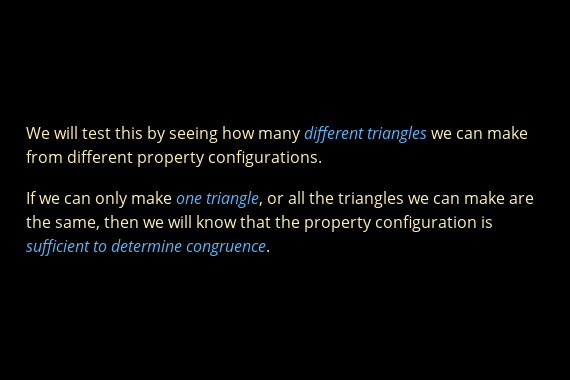 We will test this by seeing how many different triangles we can make
from different property configurations.
If we can only make one triangle, or all the triangles we can make are
the same, then we will know that the property configuration is
sufficient to determine congruence.